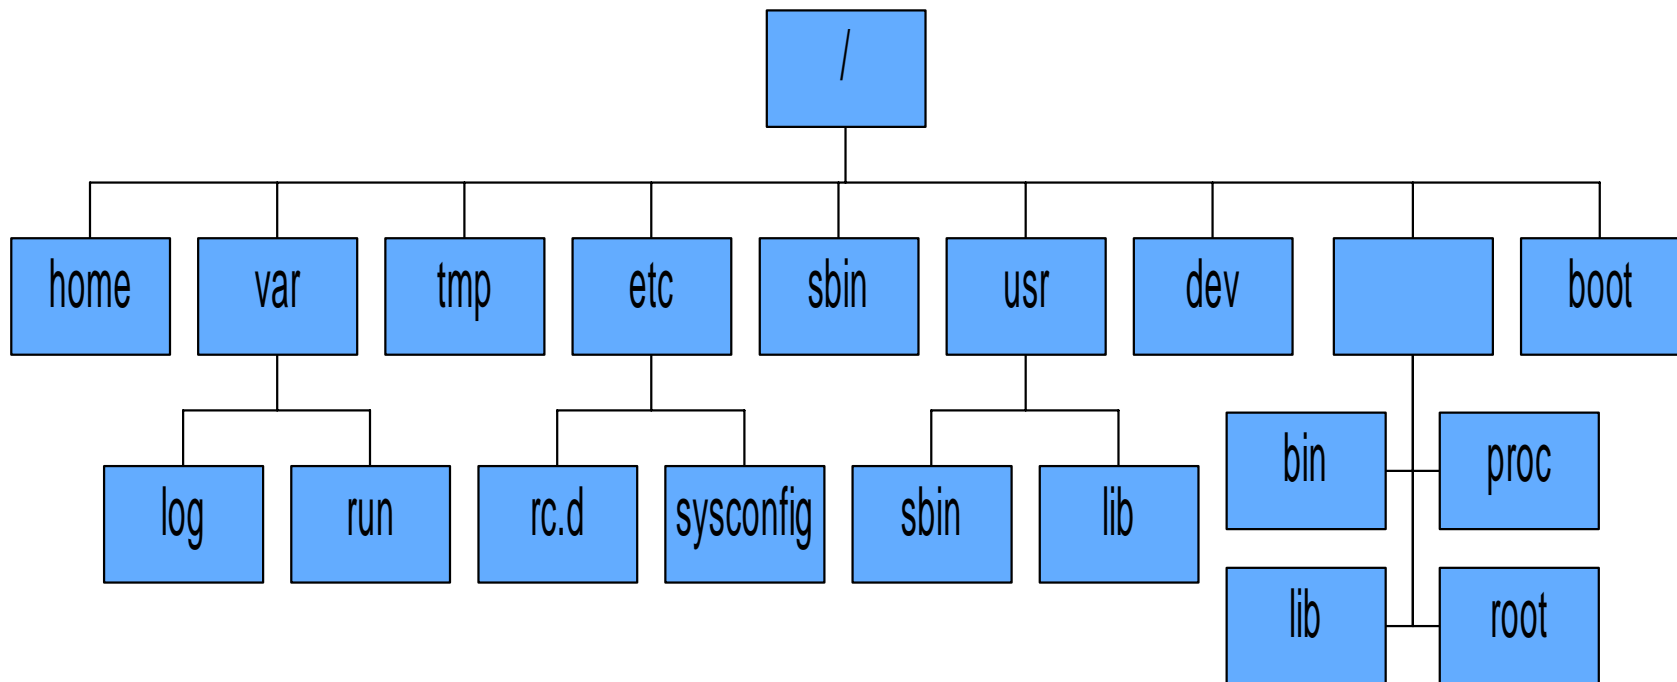 /
home
var
tmp
etc
sbin
usr
dev
boot
log
run
rc.d
sysconfig
sbin
lib
bin
proc
lib
root